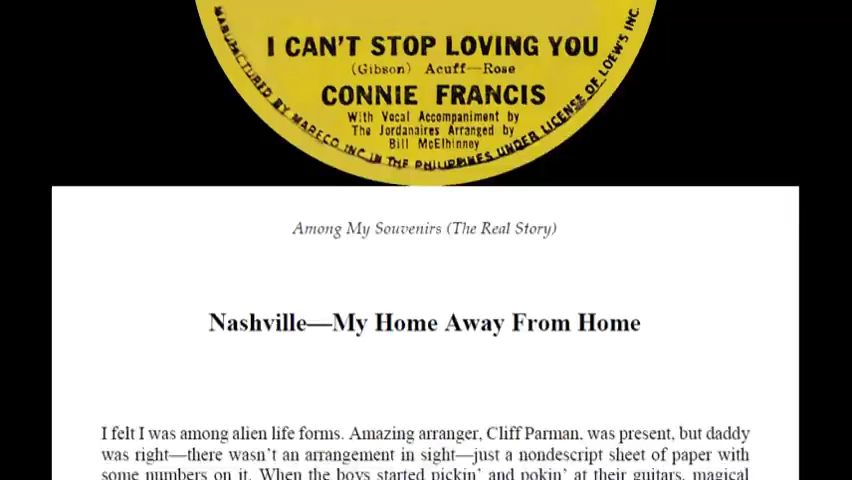 I CAN'T STOP LOVING YOU
(Gibson) Acuff—Rose
CONNIE FRANCIS
With Vocal Accompaniment by
The Jordanaires Arranged by
Bill McElhinney
MANUFACTURED BY MARECO INC. IN THE PHILIPPINES UNDER LICENSE OF LOEW'S INC.
Among My Souvenirs (The Real Story)
Nashville—My Home Away From Home
I felt I was among alien life forms. Amazing arranger, Cliff Parman, was present, but daddy
was right—there wasn't an arrangement in sight—just a nondescript sheet of paper with
some numbers on it. When the boys started pickin' and pokin' at their guitars, magical